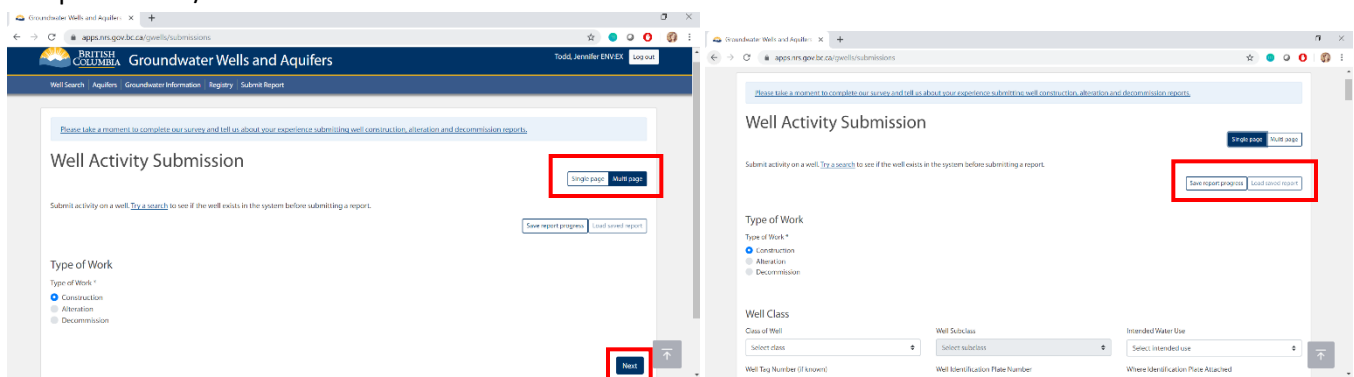 Groundwater Wells and Aquifers
apps.nrs.gov.bc.ca/gwells/submissions
BRITISH
COLUMBIA
Groundwater Wells and Aquifers
Todd, Jennifer ENV:EX
Log out
Well Search
Aquifers
Groundwater Information
Registry
Submit Report
Please take a moment to complete our survey and tell us about your experience submitting well construction, alteration and decommission reports.
Well Activity Submission
Single page
Multi page
Submit activity on a well. Try a search to see if the well exists in the system before submitting a report.
Save report progress
Load saved report
Type of Work
Type of Work *
Construction
Alteration
Decommission
Next
Groundwater Wells and Aquifers
apps.nrs.gov.bc.ca/gwells/submissions
Please take a moment to complete our survey and tell us about your experience submitting well construction, alteration and decommission reports.
Well Activity Submission
Single page
Multi page
Submit activity on a well. Try a search to see if the well exists in the system before submitting a report.
Save report progress
Load saved report
Type of Work
Type of Work *
Construction
Alteration
Decommission
Well Class
Class of Well
Well Subclass
Intended Water Use
Select class
Select subclass
Select intended use
Well Tag Number (if known)
Well Identification Plate Number
Where Identification Plate Attached